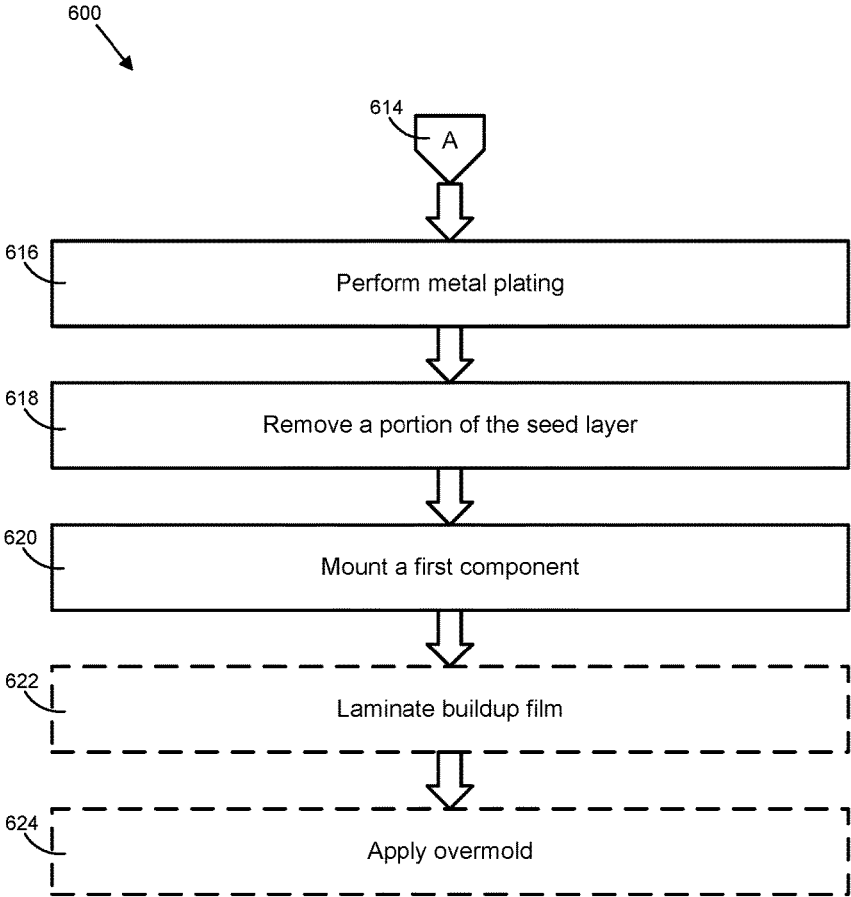 600
614
A
616
Perform metal plating
618
Remove a portion of the seed layer
620
Mount a first component
622
Laminate buildup film
624
Apply overmold